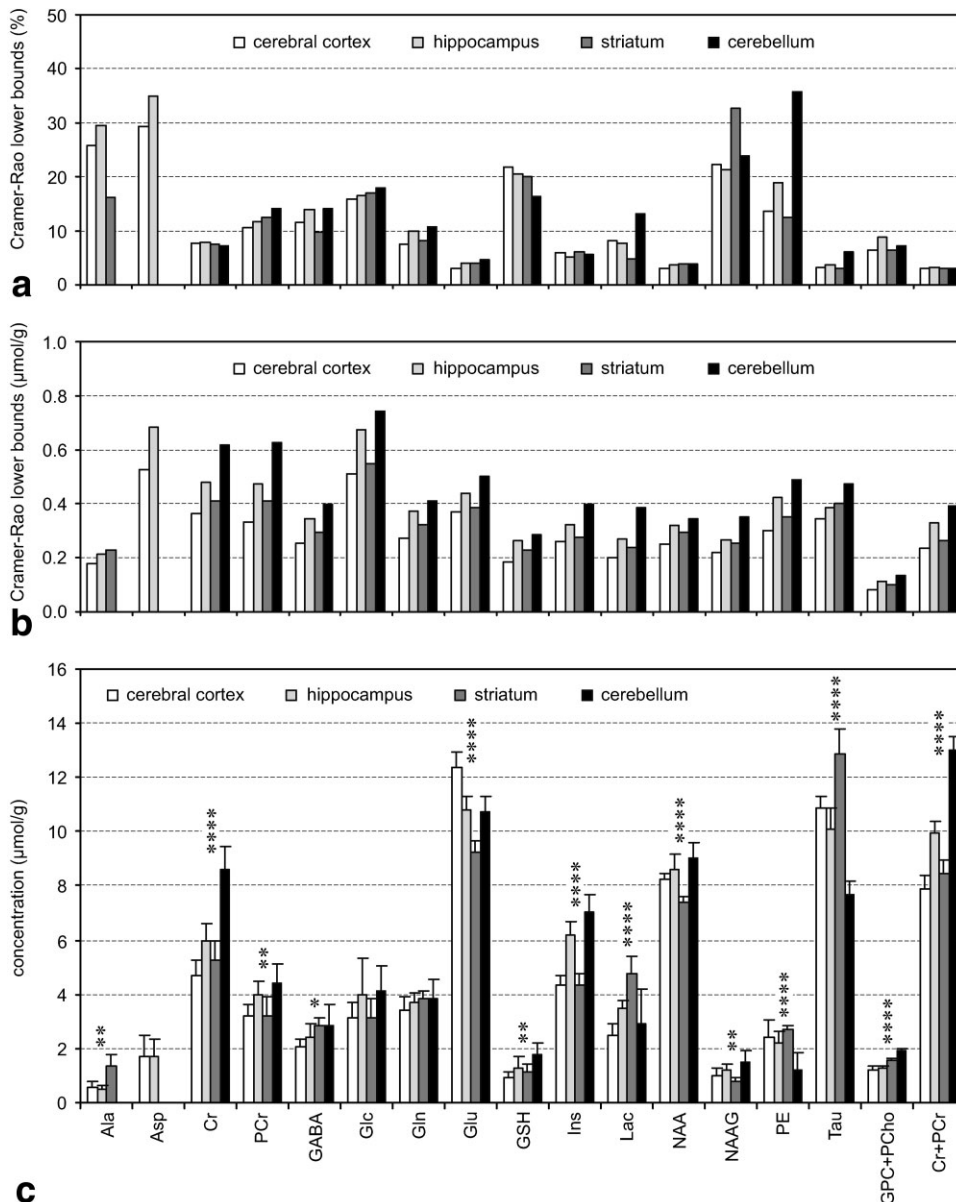 50
40
30
20
10
0
Cramer-Rao lower bounds (%)
cerebral cortex hippocampus striatum cerebellum
a
1.0
0.8
0.6
0.4
0.2
0.0
Cramer-Rao lower bounds (µmol/g)
cerebral cortex hippocampus striatum cerebellum
b
16
14
12
10
8
6
4
2
0
concentration (µmol/g)
cerebral cortex hippocampus striatum cerebellum
** **** ** * **** ** **** **** **** ** **** **** **** ****
Ala Asp Cr PCr GABA Glc Gln Glu GSH Ins Lac NAA NAAG PE Tau GPC+PCho Cr+PCr
c